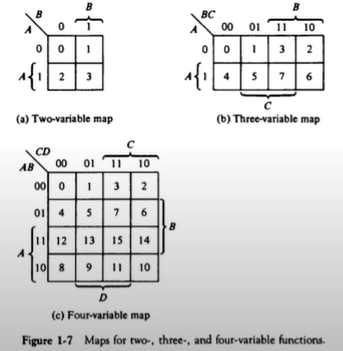 B B BC B
A 0 1 A 00 01 11 10
0 0 1 0 0 1 3 2
A { 1 2 3 A { 1 4 5 7 6
C
(a) Two-variable map (b) Three-variable map
CD C
AB 00 01 11 10
00 0 1 3 2
01 4 5 7 6
B
11 12 13 15 14
A
10 8 9 11 10
D
(c) Four-variable map
Figure 1-7 Maps for two-, three-, and four-variable functions.